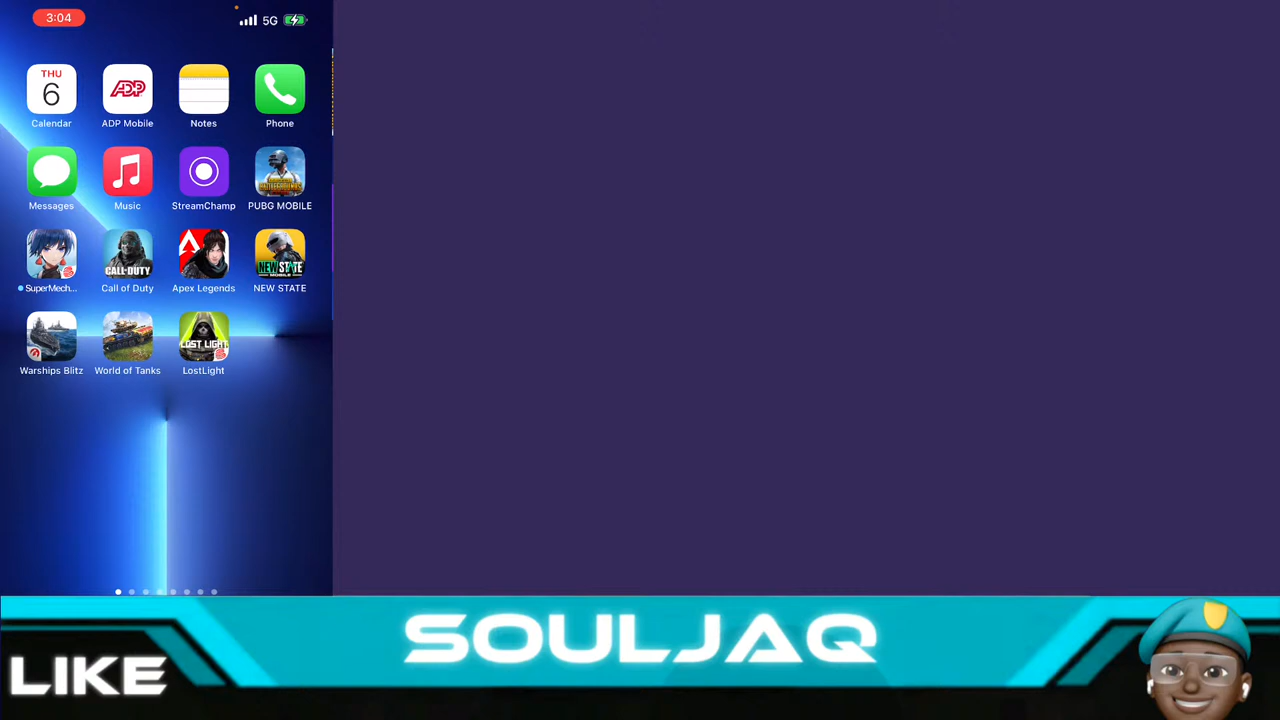 3:04
5G
THU
6
ADP
Calendar
ADP Mobile
Notes
Phone
Messages
Music
StreamChamp
PUBG MOBILE
CALL·DUTY
NEW STATE
MOBILE
SuperMech...
Call of Duty
Apex Legends
NEW STATE
LOST LIGHT
Warships Blitz
World of Tanks
LostLight
SOULJAQ
LIKE